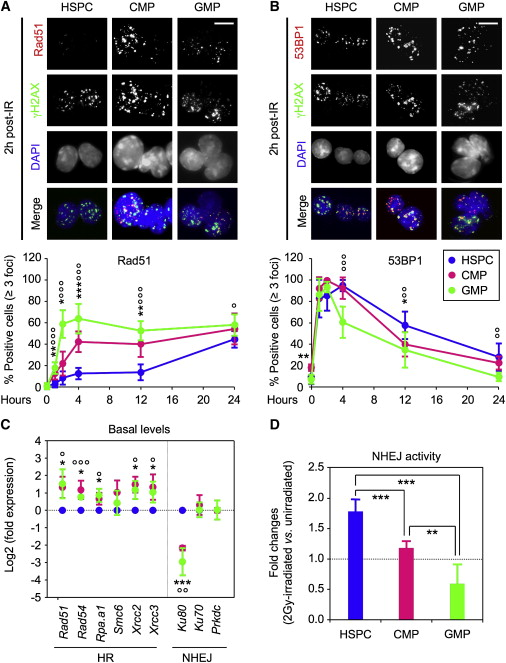 A
HSPC CMP GMP
Rad51
γH2AX
DAPI
Merge
2h post-IR
Rad51
% Positive cells (≥ 3 foci)
120
100
80
60
40
20
0
** °°°
* °°°
*** °°°
** °°°
°
Hours 0 4 8 12 16 20 24
B
HSPC CMP GMP
53BP1
γH2AX
DAPI
Merge
2h post-IR
53BP1
HSPC
CMP
GMP
% Positive cells (≥ 3 foci)
120
100
80
60
40
20
0
**
°°°
* °°
°°
Hours 0 4 8 12 16 20 24
C
Basal levels
Log2 (fold expression)
4
3
2
1
0
-1
-2
-3
-4
-5
° °°° ° °° °
* * * * *
***
°°
Rad51 Rad54 Rpa.a1 Smc6 Xrcc2 Xrcc3 Ku80 Ku70 Prkdc
HR NHEJ
D
NHEJ activity
Fold changes
(2Gy-irradiated vs. unirradiated)
2.5
2.0
1.5
1.0
0.5
0
***
***
**
HSPC CMP GMP